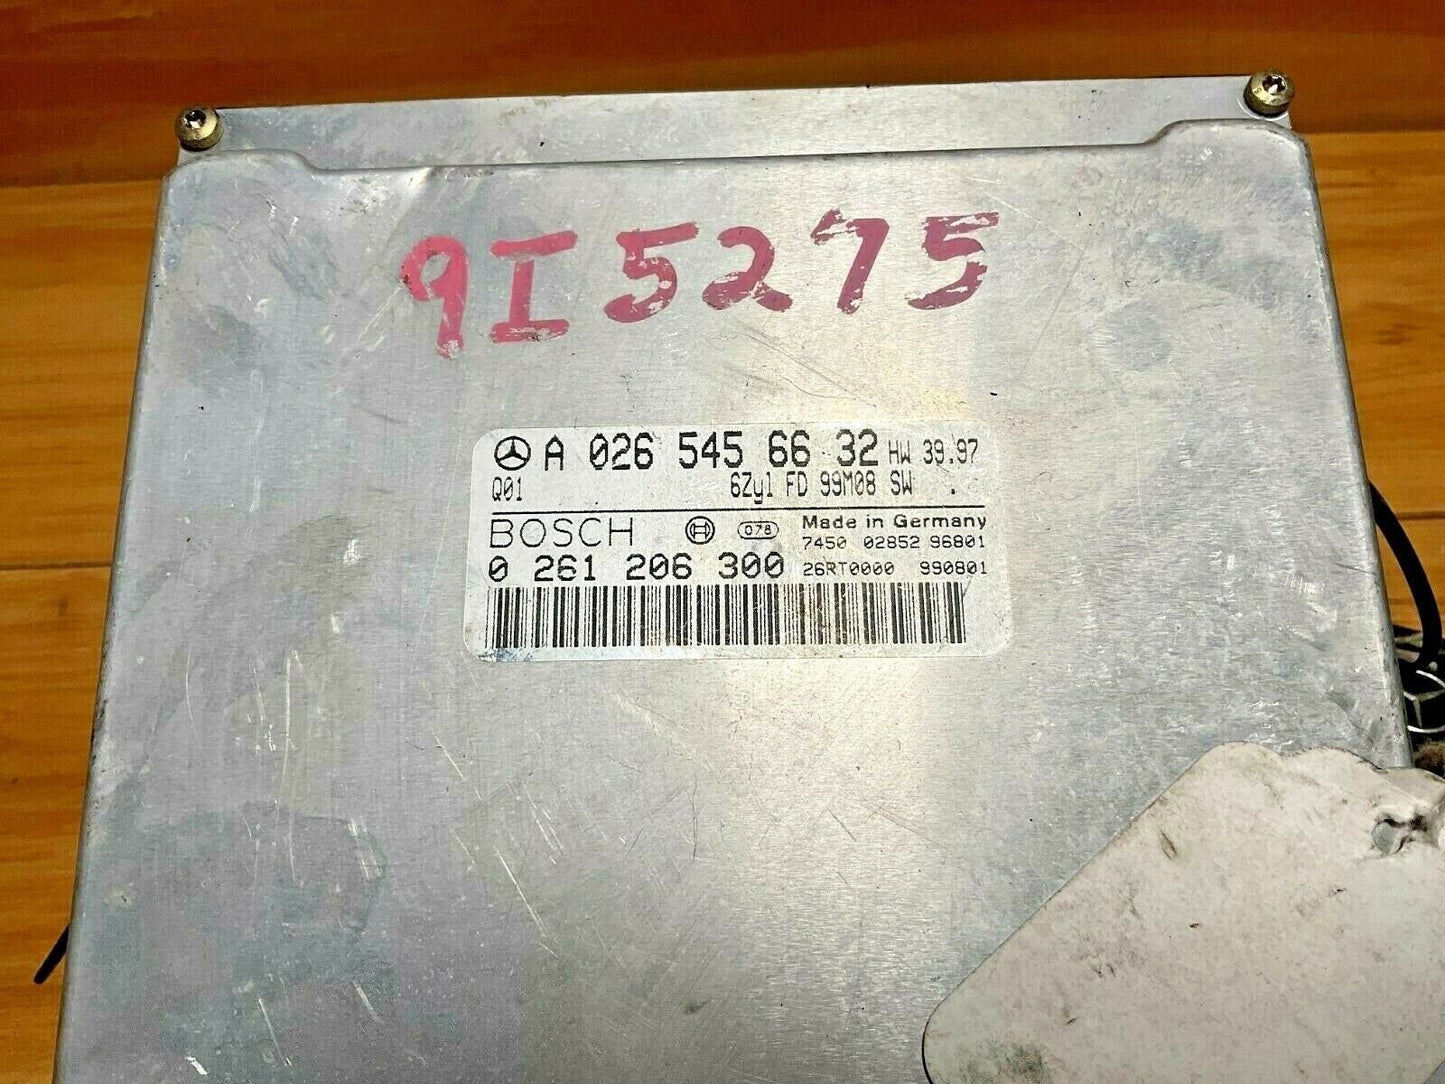 9I5275
A 026 545 66 32 HW 39.97
Q01 6Zyl FD 99M08 SW .
BOSCH 078 Made in Germany
7450 02852 96801
0 261 206 300 26RT0000 990801